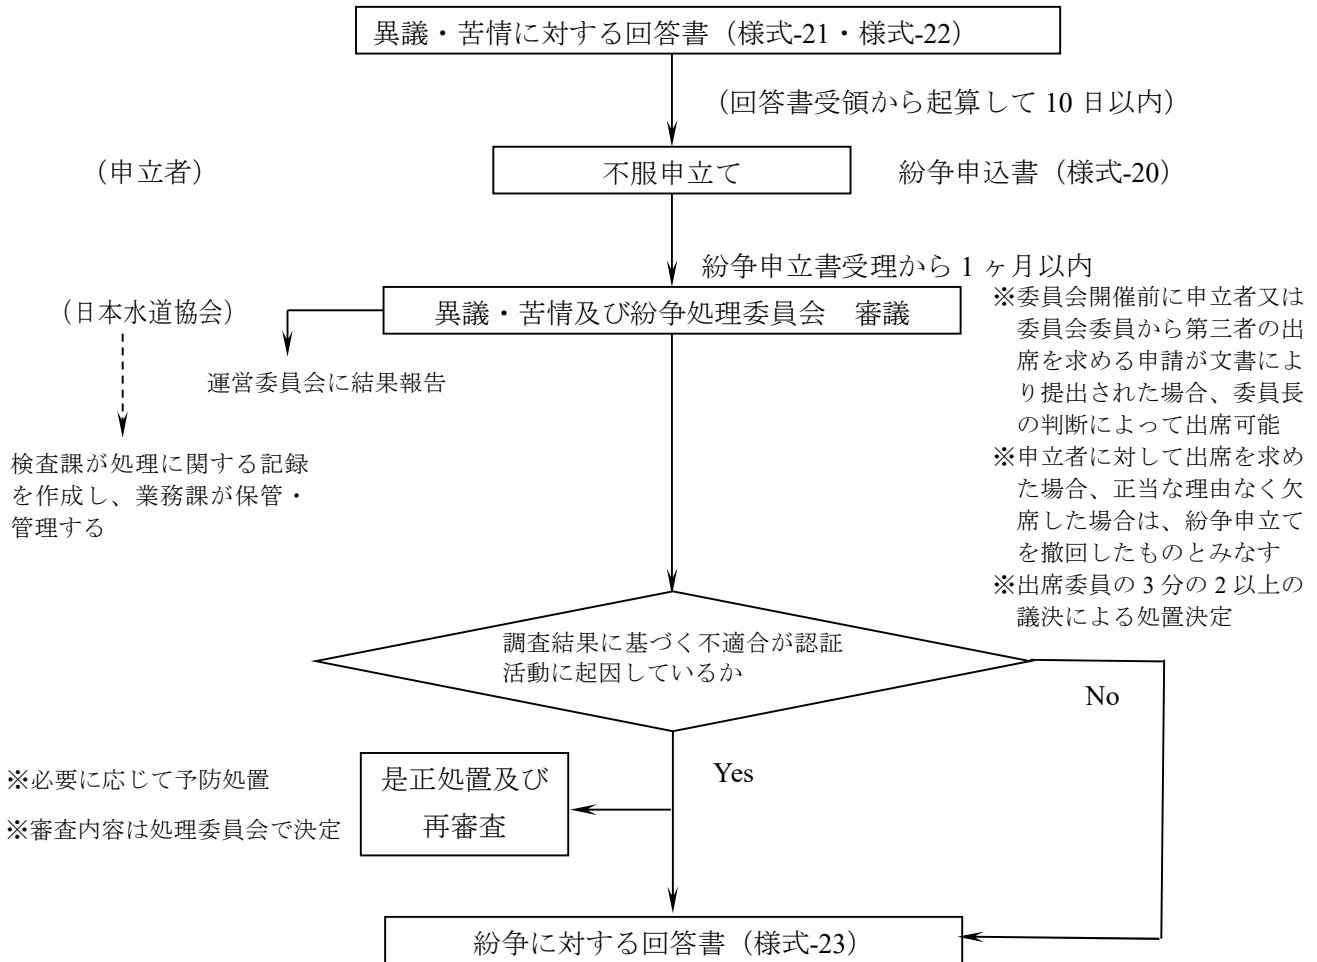 異議・苦情に対する回答書（様式-21・様式-22）
（回答書受領から起算して 10 日以内）
（申立者）
不服申立て
紛争申込書（様式-20）
紛争申立書受理から 1 ヶ月以内
（日本水道協会）
異議・苦情及び紛争処理委員会　審議
運営委員会に結果報告
検査課が処理に関する記録
を作成し、業務課が保管・
管理する
※委員会開催前に申立者又は
委員会委員から第三者の出
席を求める申請が文書によ
り提出された場合、委員長
の判断によって出席可能
※申立者に対して出席を求め
た場合、正当な理由なく欠
席した場合は、紛争申立て
を撤回したものとみなす
※出席委員の 3 分の 2 以上の
議決による処置決定
調査結果に基づく不適合が認証
活動に起因しているか
No
Yes
※必要に応じて予防処置
※審査内容は処理委員会で決定
是正処置及び
再審査
紛争に対する回答書（様式-23）